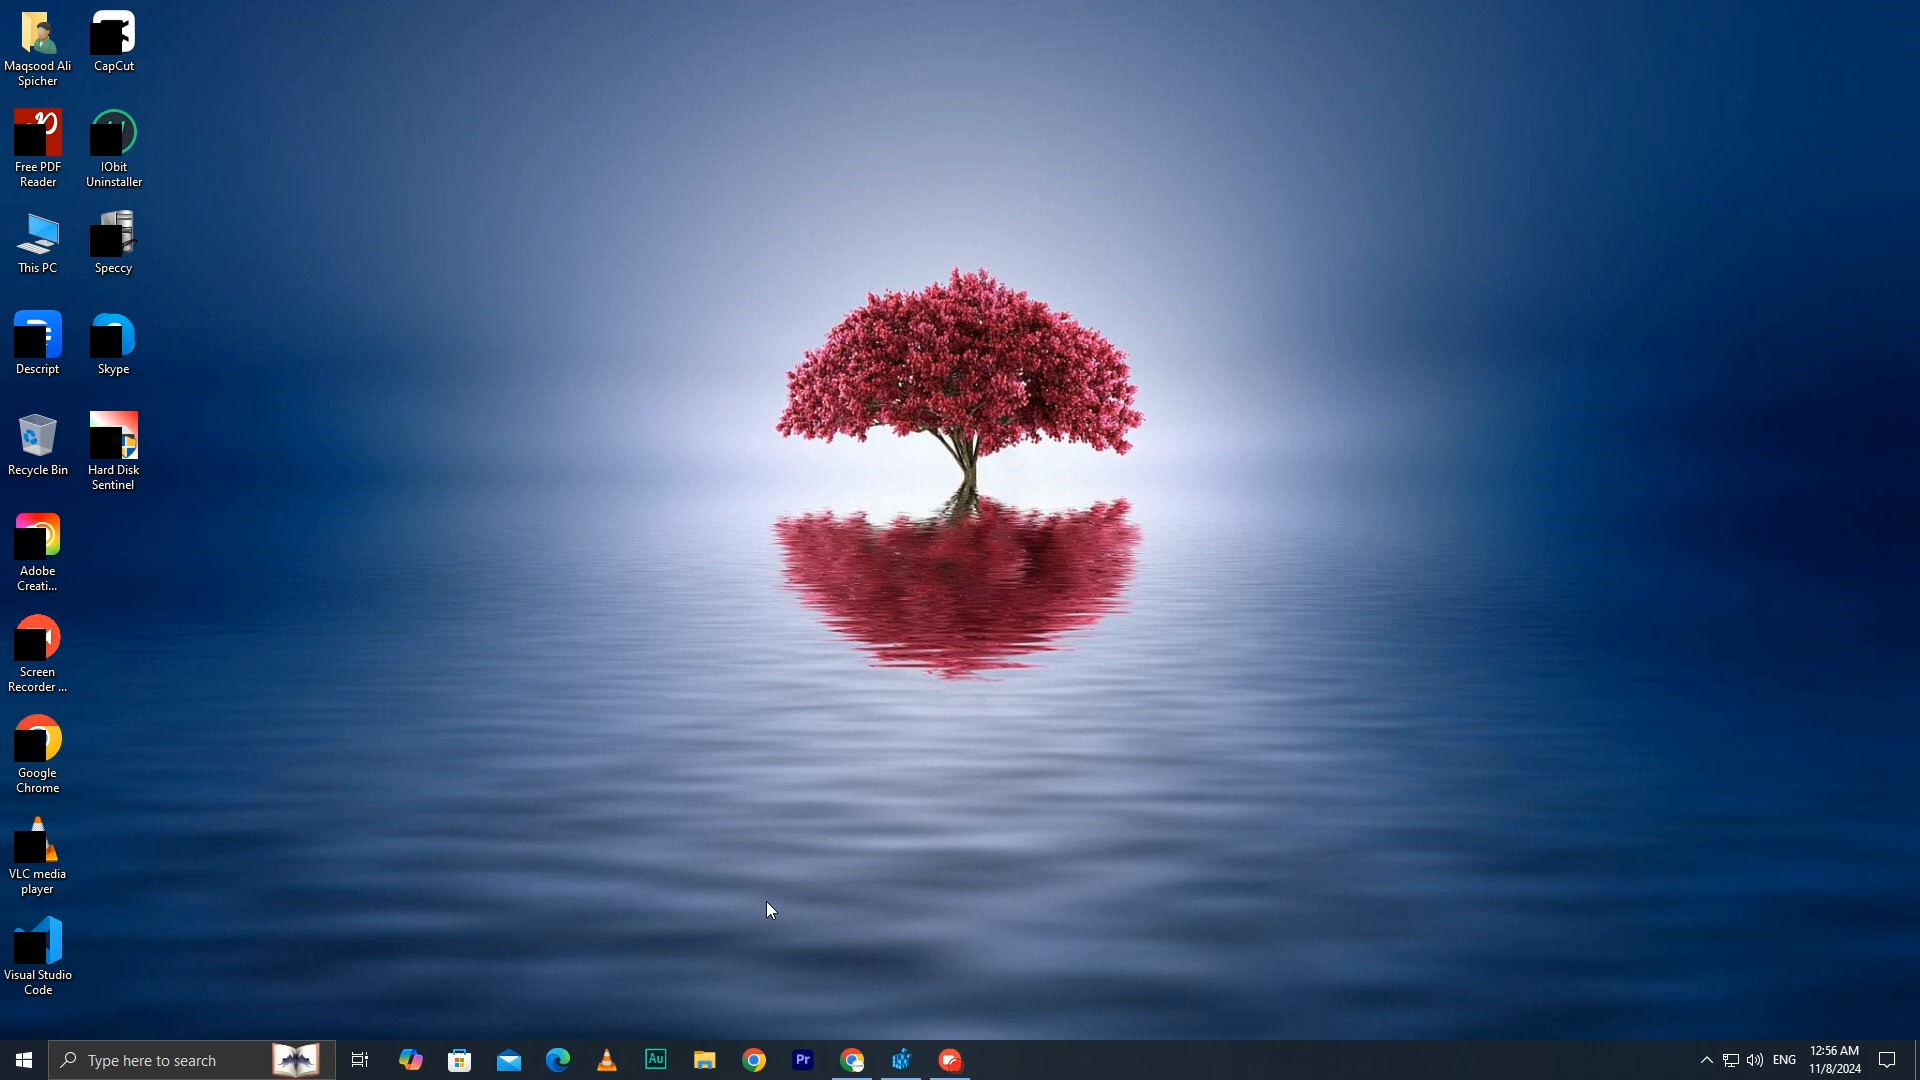 Maqsood Ali
Spicher
CapCut
Free PDF
Reader
IObit
Uninstaller
This PC
Speccy
Descript
Skype
Recycle Bin
Hard Disk
Sentinel
Adobe
Creati...
Screen
Recorder ...
Google
Chrome
VLC media
player
Visual Studio
Code
Type here to search
Au
Pr
ENG
12:56 AM
11/8/2024